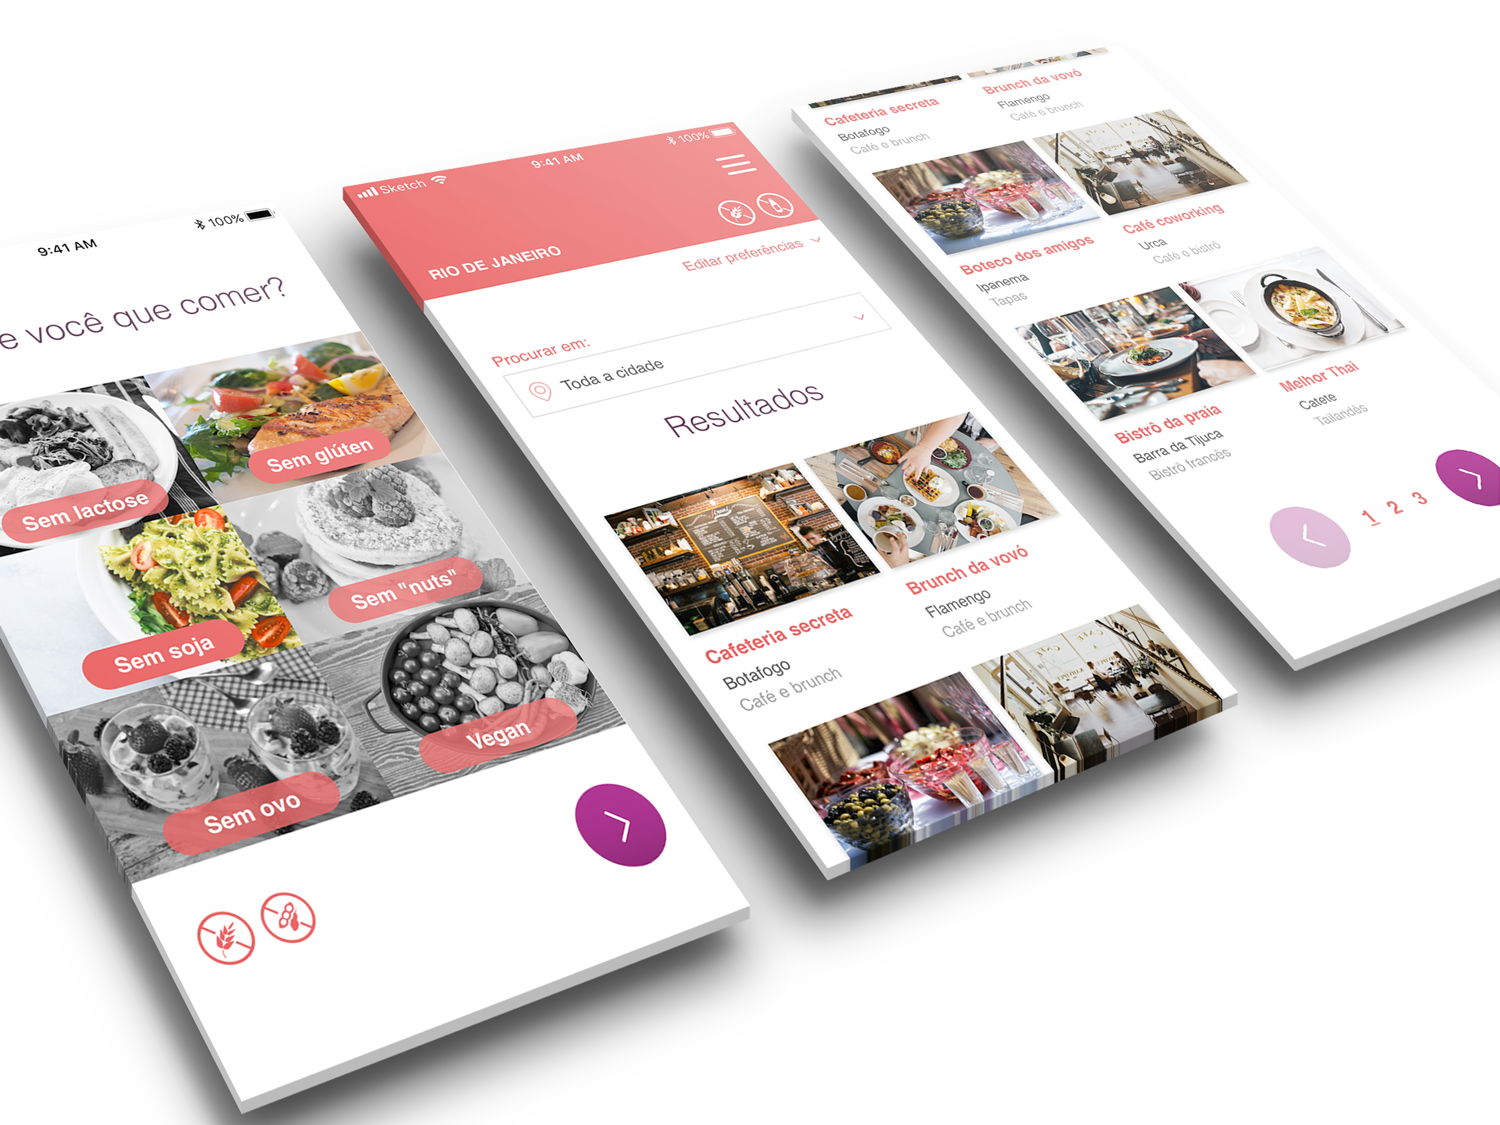 9:41 AM
100%
e você que comer?
Sem lactose
Sem glúten
Sem soja
Sem "nuts"
Sem ovo
Vegan
Sketch
9:41 AM
100%
RIO DE JANEIRO
Editar preferências
Procurar em:
Toda a cidade
Resultados
Cafeteria secreta
Botafogo
Café e brunch
Brunch da vovó
Flamengo
Café e brunch
Cafeteria secreta
Botafogo
Café e brunch
Brunch da vovó
Flamengo
Café e brunch
Boteco dos amigos
Ipanema
Tapas
Café coworking
Urca
Café e bistrô
Bistrô da praia
Barra da Tijuca
Bistrô francês
Melhor Thai
Catete
Tailandês
1 2 3